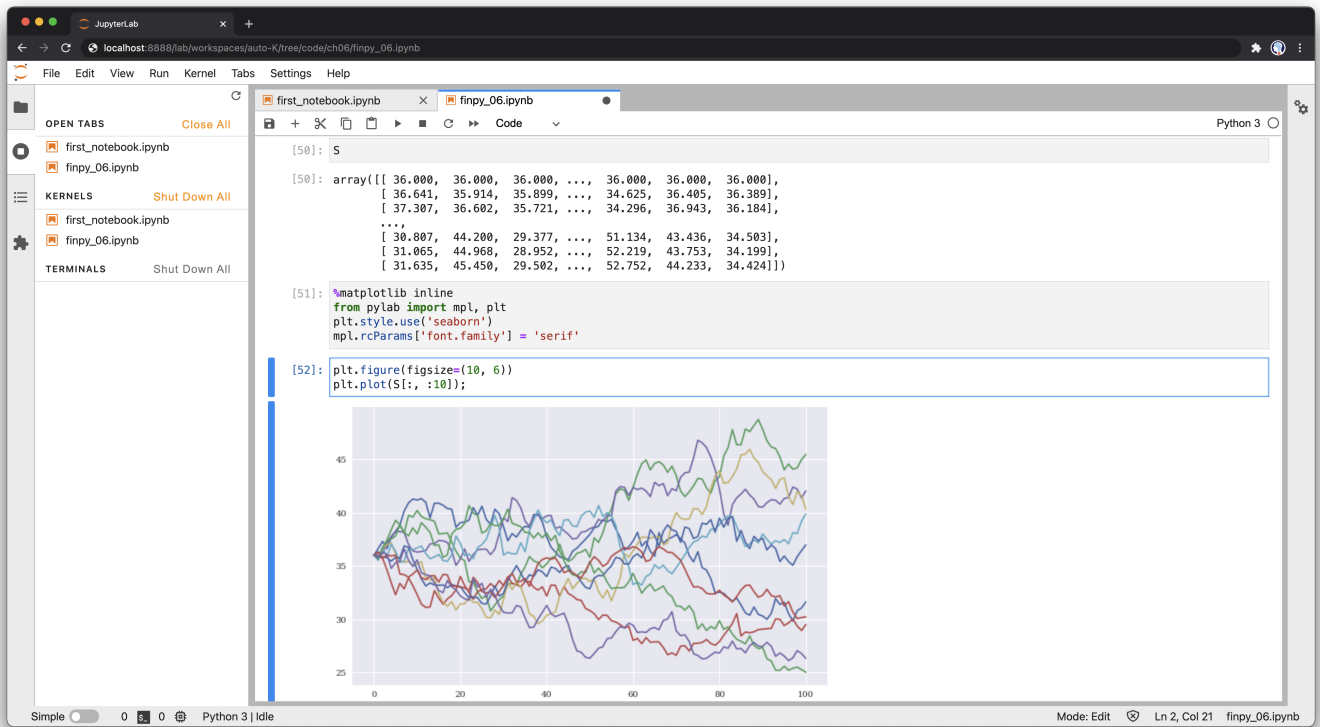 JupyterLab
localhost:8888/lab/workspaces/auto-K/tree/code/ch06/finpy_06.ipynb
File Edit View Run Kernel Tabs Settings Help
OPEN TABS Close All
first_notebook.ipynb
finpy_06.ipynb
KERNELS Shut Down All
first_notebook.ipynb
finpy_06.ipynb
TERMINALS Shut Down All
first_notebook.ipynb finpy_06.ipynb
Code Python 3
[50]: S
[50]: array([[ 36.000, 36.000, 36.000, ..., 36.000, 36.000, 36.000],
[ 36.641, 35.914, 35.899, ..., 34.625, 36.405, 36.389],
[ 37.307, 36.602, 35.721, ..., 34.296, 36.943, 36.184],
...,
[ 30.807, 44.200, 29.377, ..., 51.134, 43.436, 34.503],
[ 31.065, 44.968, 28.952, ..., 52.219, 43.753, 34.199],
[ 31.635, 45.450, 29.502, ..., 52.752, 44.233, 34.424]])
[51]: %matplotlib inline
from pylab import mpl, plt
plt.style.use('seaborn')
mpl.rcParams['font.family'] = 'serif'
[52]: plt.figure(figsize=(10, 6))
plt.plot(S[:, :10]);
45
40
35
30
25
0 20 40 60 80 100
Simple 0 $_ 0 Python 3 | Idle Mode: Edit Ln 2, Col 21 finpy_06.ipynb